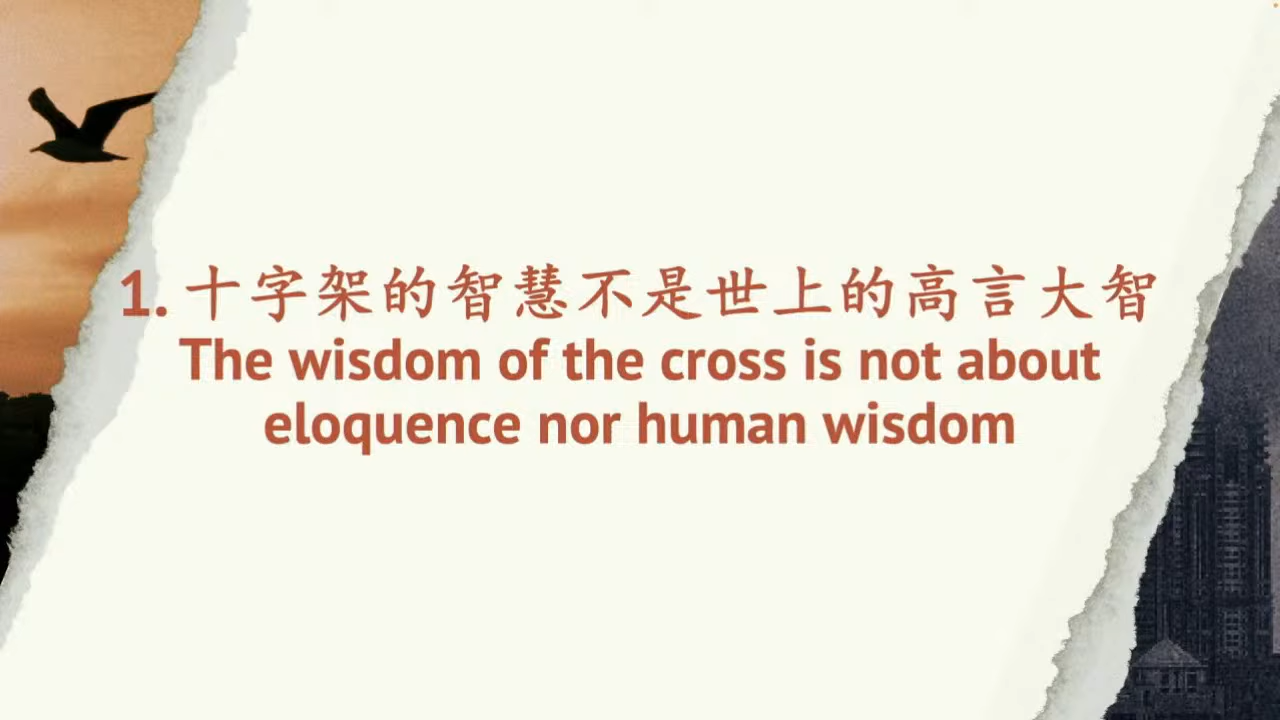 1. 十字架的智慧不是世上的高言大智
The wisdom of the cross is not about
eloquence nor human wisdom